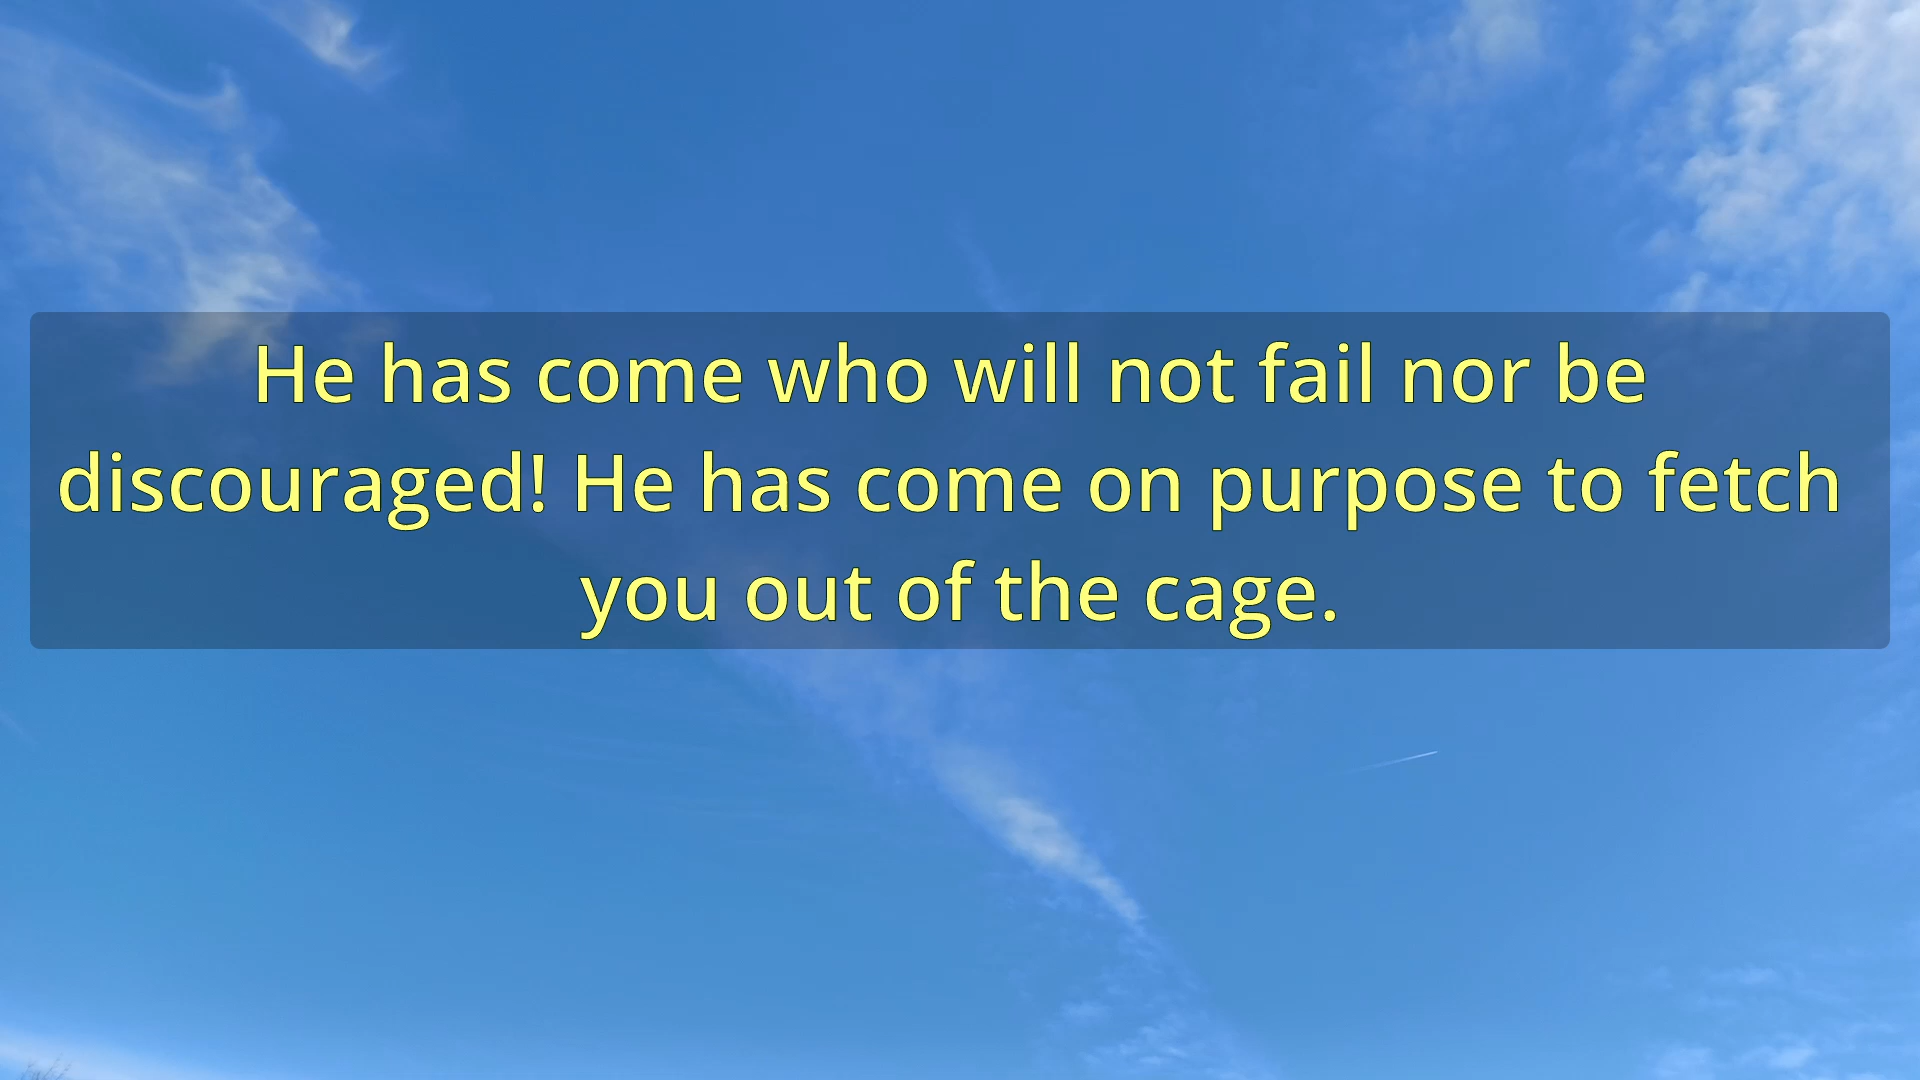 He has come who will not fail nor be
discouraged! He has come on purpose to fetch
you out of the cage.